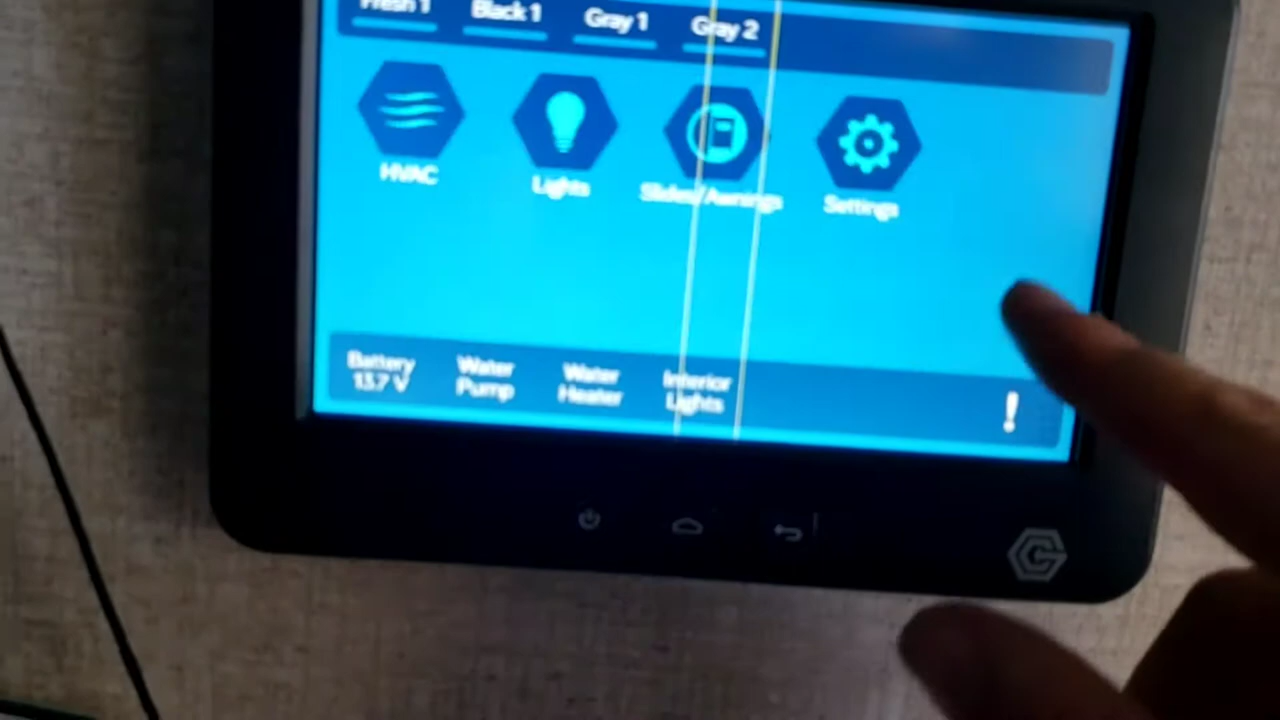 Fresh 1
Black 1
Gray 1
Gray 2
HVAC
Lights
Slides/Awnings
Settings
Battery
13.7 V
Water
Pump
Water
Heater
Interior
Lights
!